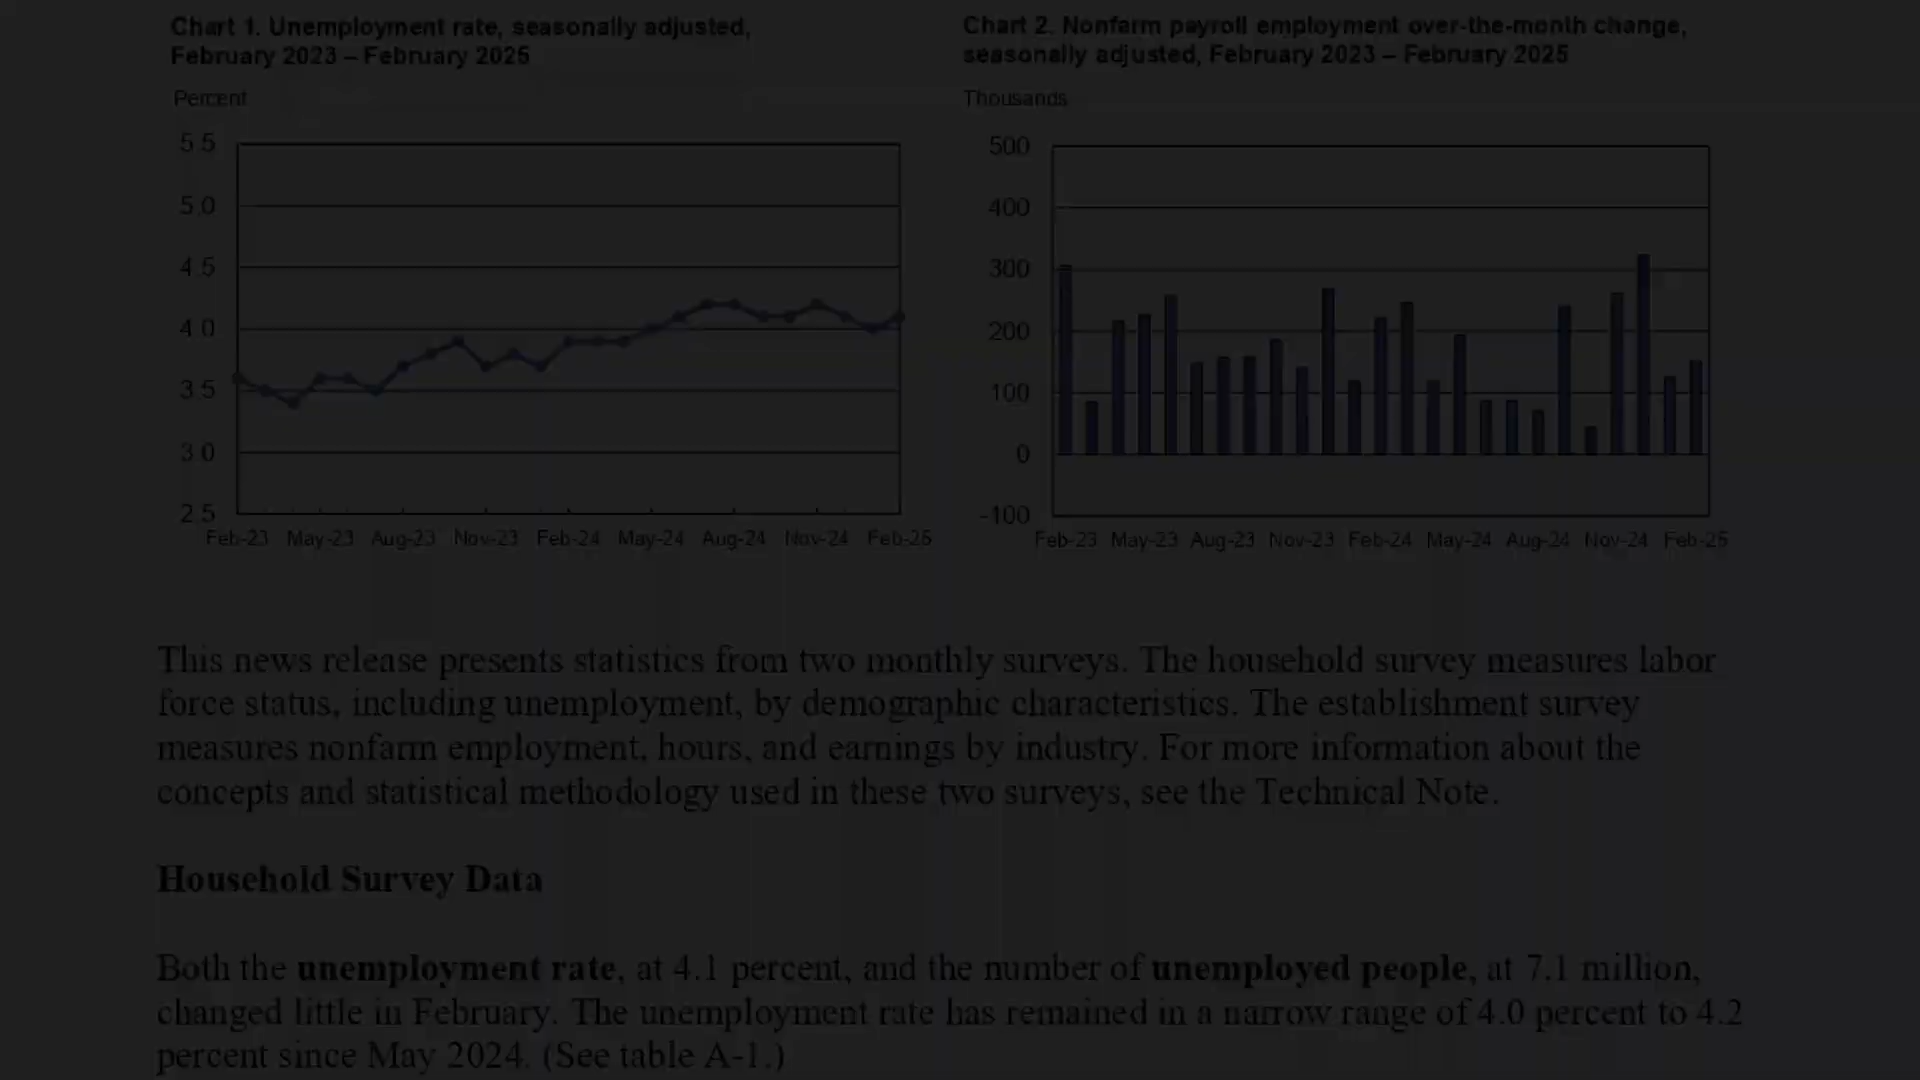 Chart 1. Unemployment rate, seasonally adjusted,
February 2023 – February 2025
Percent
5.5
5.0
4.5
4.0
3.5
3.0
2.5
Feb-23 May-23 Aug-23 Nov-23 Feb-24 May-24 Aug-24 Nov-24 Feb-25
Chart 2. Nonfarm payroll employment over-the-month change,
seasonally adjusted, February 2023 – February 2025
Thousands
500
400
300
200
100
0
-100
Feb-23 May-23 Aug-23 Nov-23 Feb-24 May-24 Aug-24 Nov-24 Feb-25
This news release presents statistics from two monthly surveys. The household survey measures labor
force status, including unemployment, by demographic characteristics. The establishment survey
measures nonfarm employment, hours, and earnings by industry. For more information about the
concepts and statistical methodology used in these two surveys, see the Technical Note.
Household Survey Data
Both the unemployment rate, at 4.1 percent, and the number of unemployed people, at 7.1 million,
changed little in February. The unemployment rate has remained in a narrow range of 4.0 percent to 4.2
percent since May 2024. (See table A-1.)